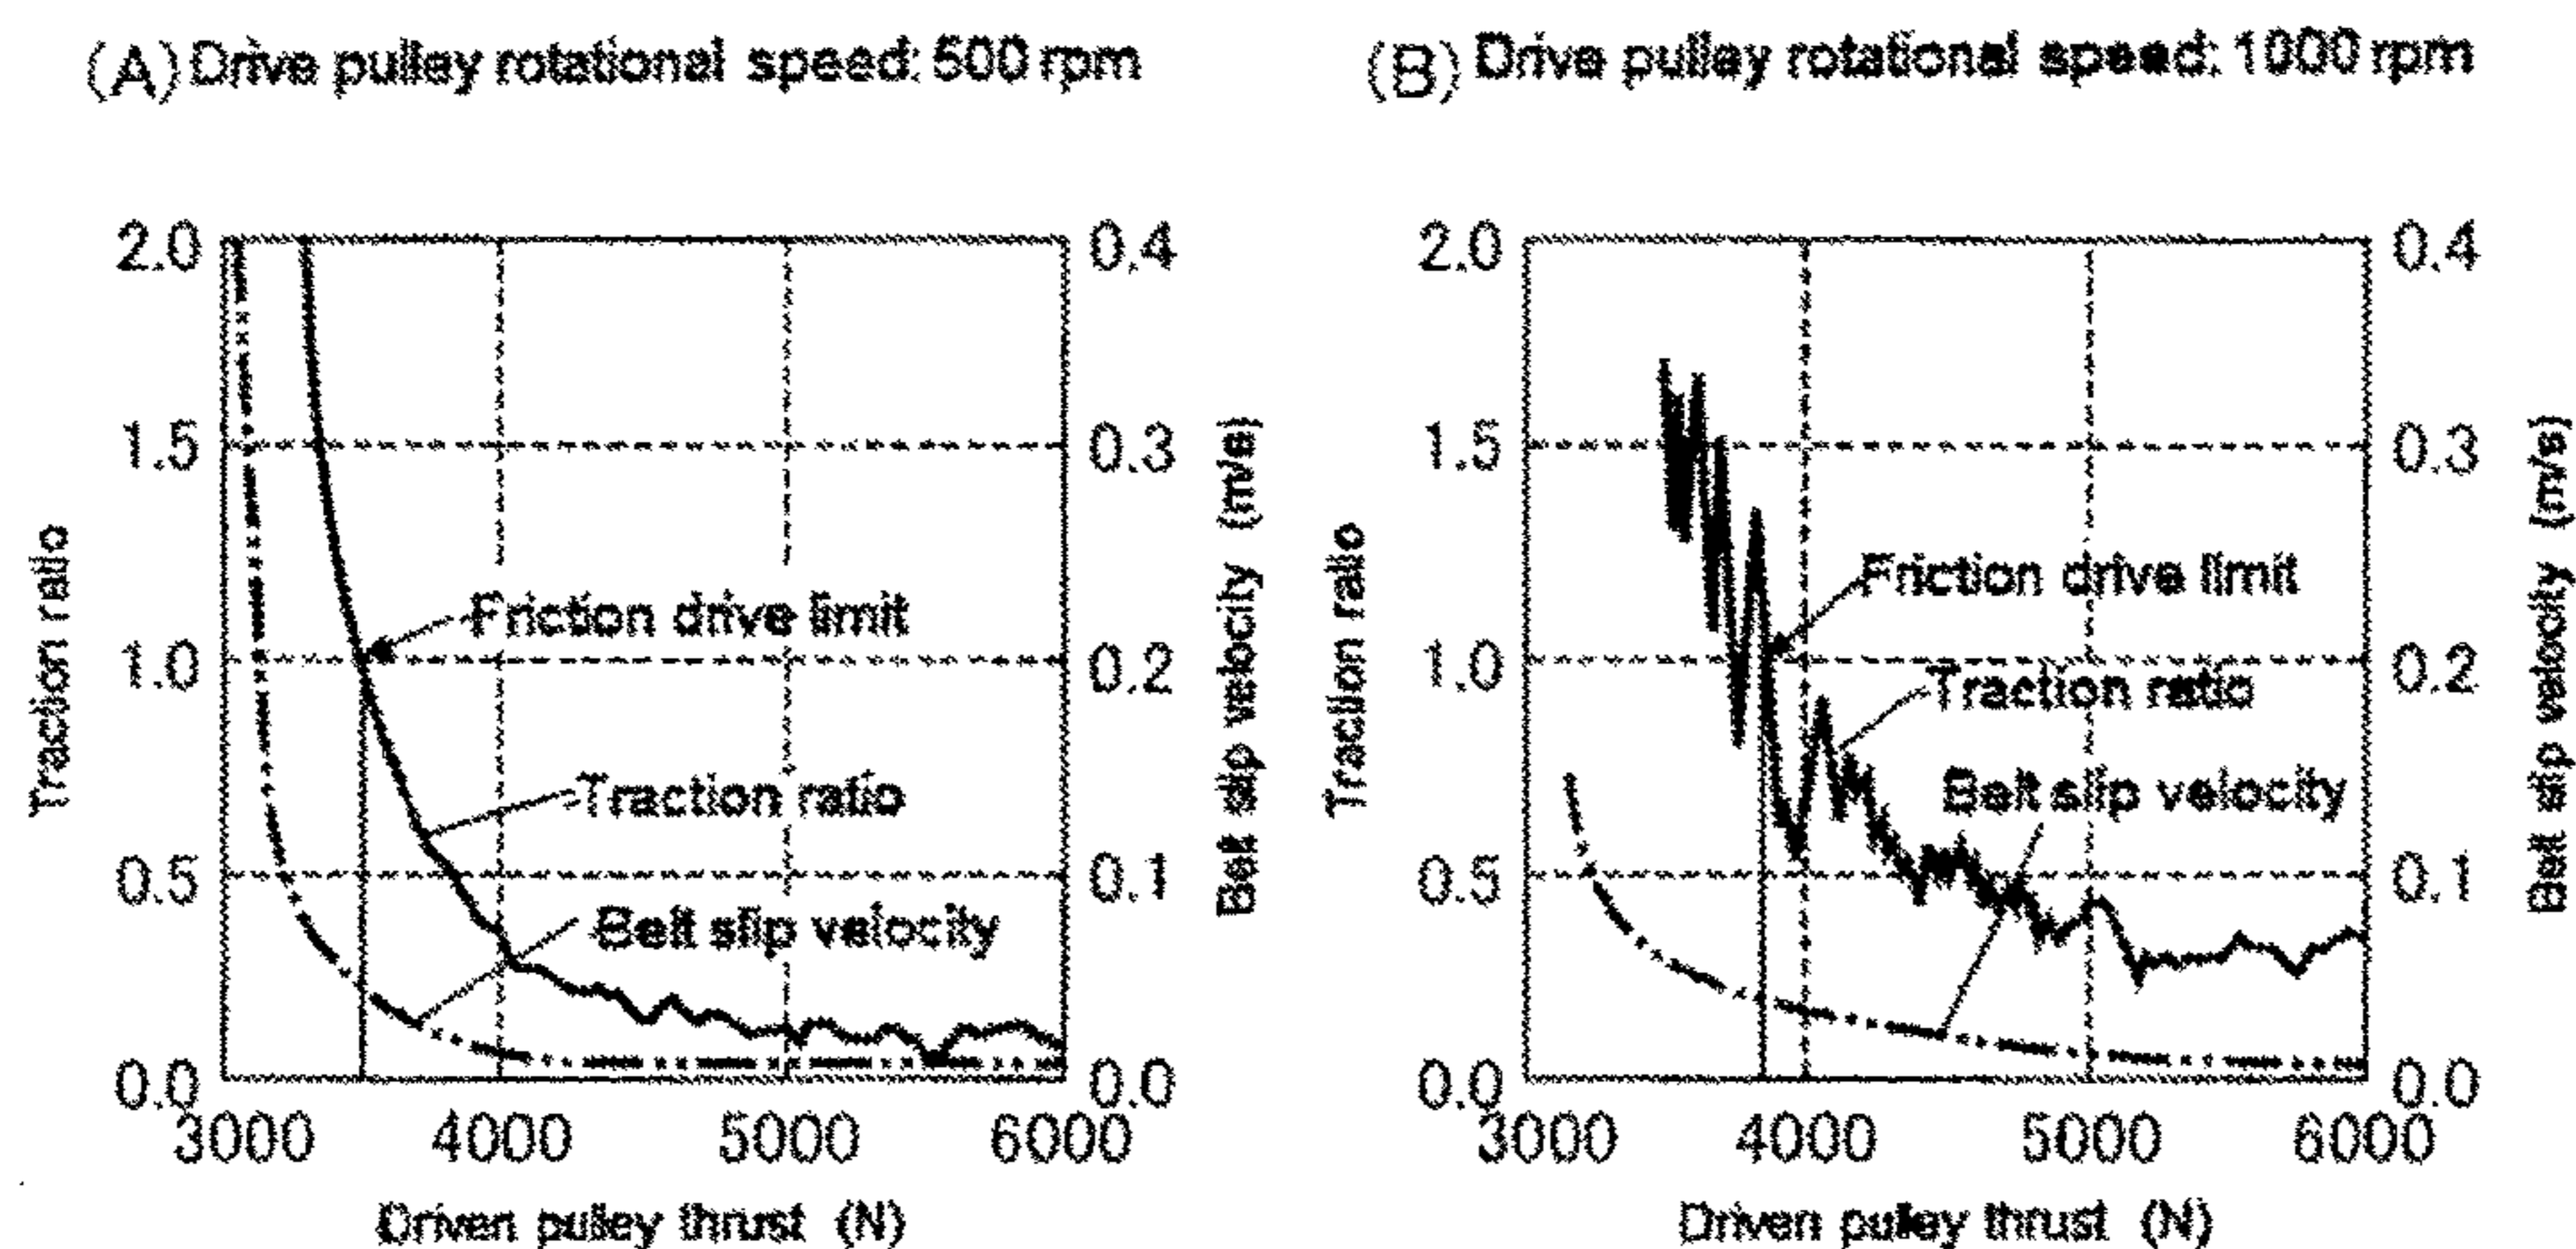 (A) Drive pulley rotational speed: 500 rpm
2.0
1.5
1.0
0.5
0.0
Traction ratio
0.4
0.3
0.2
0.1
0.0
Belt slip velocity (m/s)
Friction drive limit
Traction ratio
Belt slip velocity
3000 4000 5000 6000
Driven pulley thrust (N)
(B) Drive pulley rotational speed: 1000 rpm
2.0
1.5
1.0
0.5
0.0
Traction ratio
0.4
0.3
0.2
0.1
0.0
Belt slip velocity (m/s)
Friction drive limit
Traction ratio
Belt slip velocity
3000 4000 5000 6000
Driven pulley thrust (N)